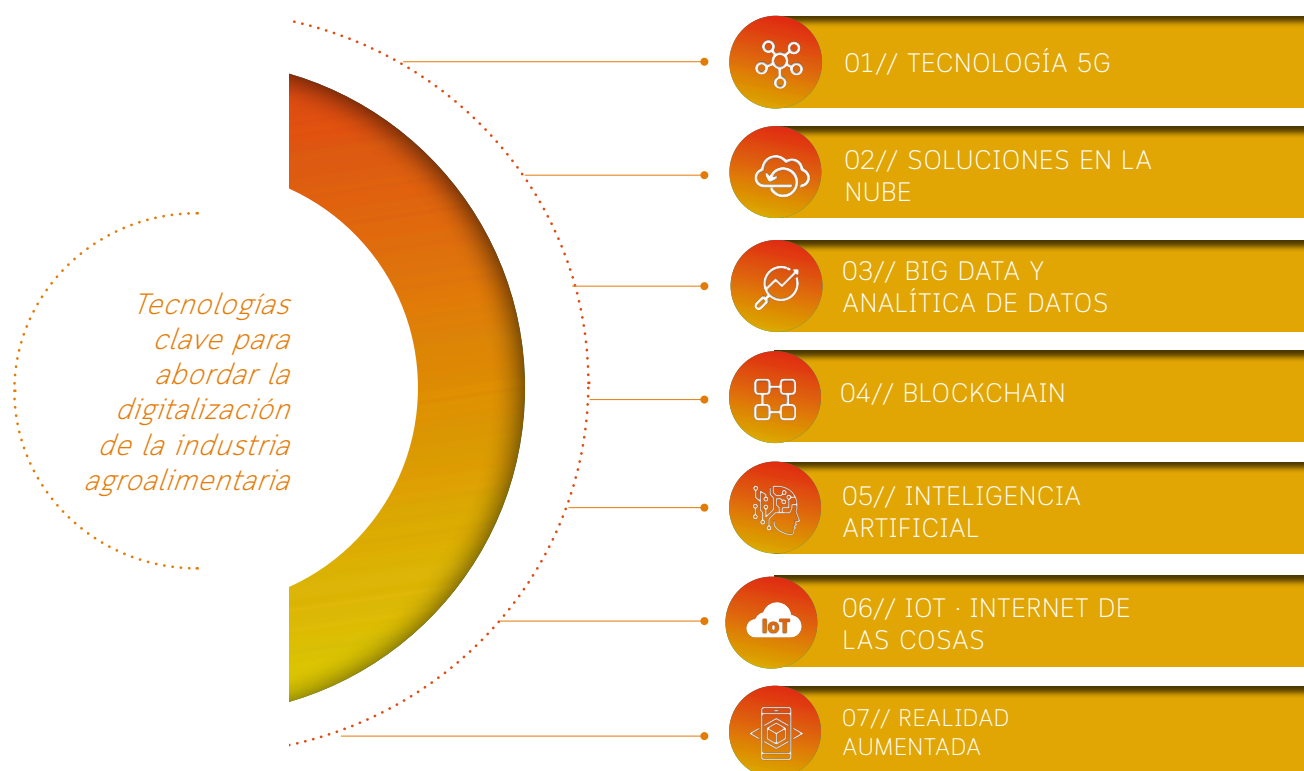 Tecnologías
clave para
abordar la
digitalización
de la industria
agroalimentaria
01// TECNOLOGÍA 5G
02// SOLUCIONES EN LA
NUBE
03// BIG DATA Y
ANALÍTICA DE DATOS
04// BLOCKCHAIN
05// INTELIGENCIA
ARTIFICIAL
IoT
06// IOT · INTERNET DE
LAS COSAS
07// REALIDAD
AUMENTADA